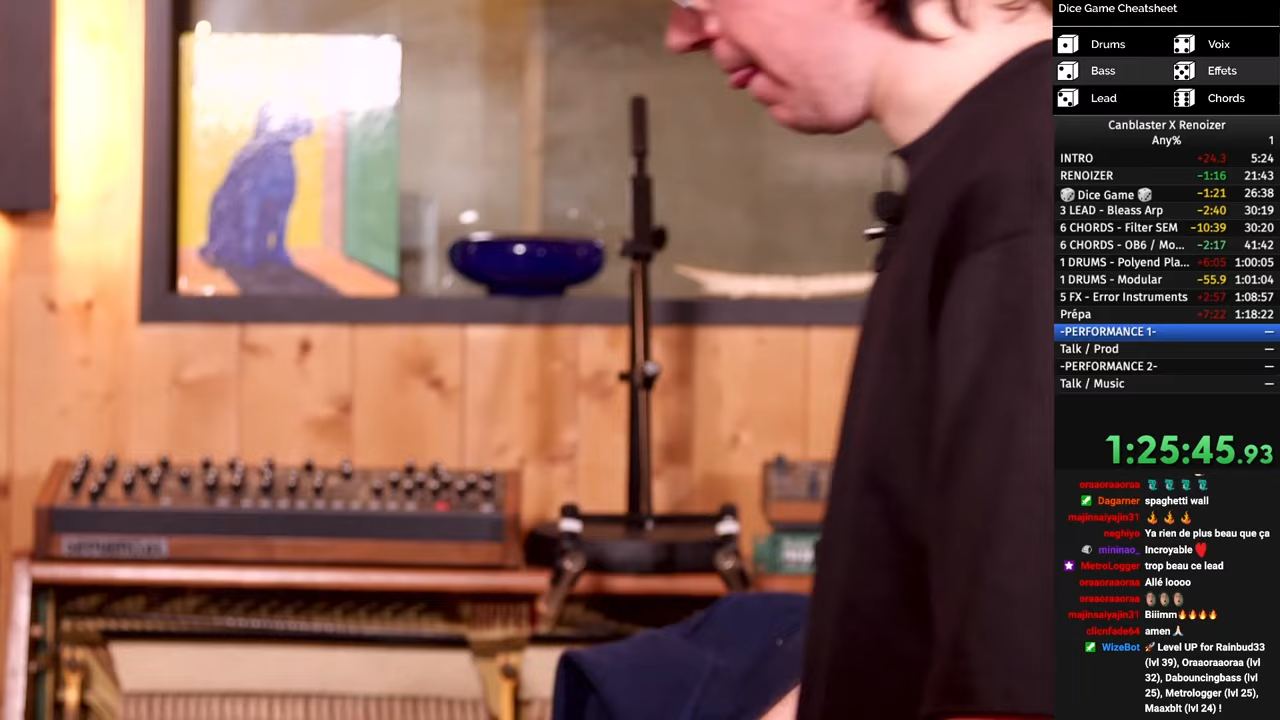 Dice Game Cheatsheet
Drums Voix
Bass Effets
Lead Chords
Canblaster X Renoizer
Any% 1
INTRO +24.3 5:24
RENOIZER −1:16 21:43
Dice Game −1:21 26:38
3 LEAD - Bleass Arp −2:40 30:19
6 CHORDS - Filter SEM −10:39 30:20
6 CHORDS - OB6 / Mo... −2:17 41:42
1 DRUMS - Polyend Pla... +6:05 1:00:05
1 DRUMS - Modular −55.9 1:01:04
5 FX - Error Instruments +2:57 1:08:57
Prépa +7:22 1:18:22
-PERFORMANCE 1- —
Talk / Prod —
-PERFORMANCE 2- —
Talk / Music —
1:25:45.93
oraaoraaoraa
Dagarner spaghetti wall
majinsaiyajin31
neghiyo Ya rien de plus beau que ça
mininao_ Incroyable
MetroLogger trop beau ce lead
oraaoraaoraa Allé loooo
oraaoraaoraa
majinsaiyajin31 Biiimm
clicnfade64 amen
WizeBot Level UP for Rainbud33
(lvl 39), Oraaoraaoraa (lvl
32), Dabouncingbass (lvl
25), Metrologger (lvl 25),
Maaxblt (lvl 24) !